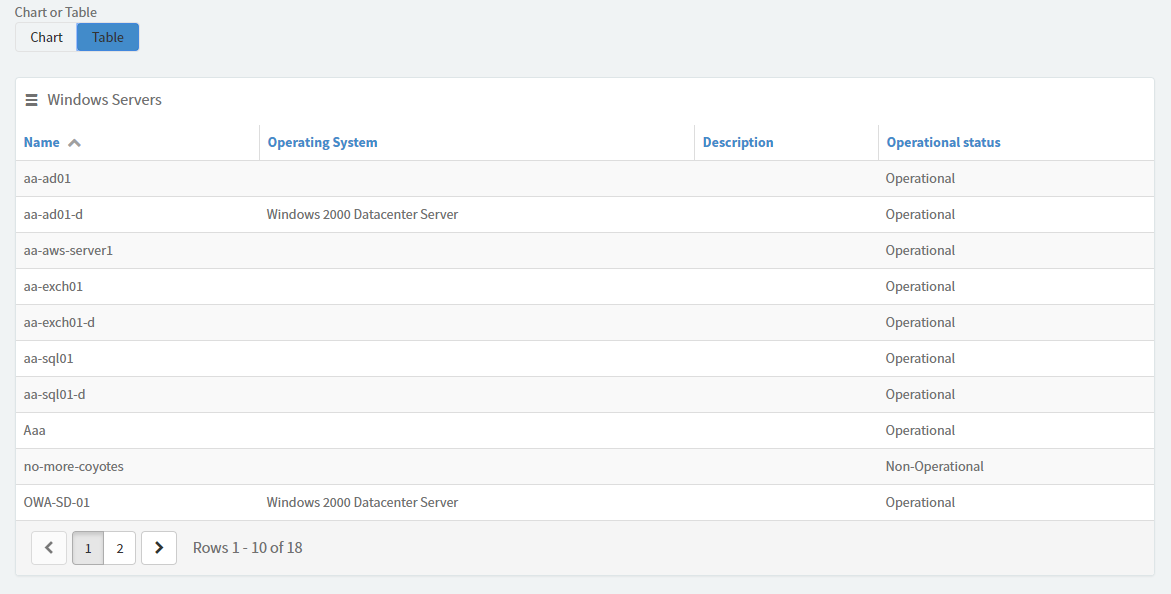 Chart or Table
Chart Table
Windows Servers
Name Operating System Description Operational status
aa-ad01 Operational
aa-ad01-d Windows 2000 Datacenter Server Operational
aa-aws-server1 Operational
aa-exch01 Operational
aa-exch01-d Operational
aa-sql01 Operational
aa-sql01-d Operational
Aaa Operational
no-more-coyotes Non-Operational
OWA-SD-01 Windows 2000 Datacenter Server Operational
1 2 Rows 1 - 10 of 18